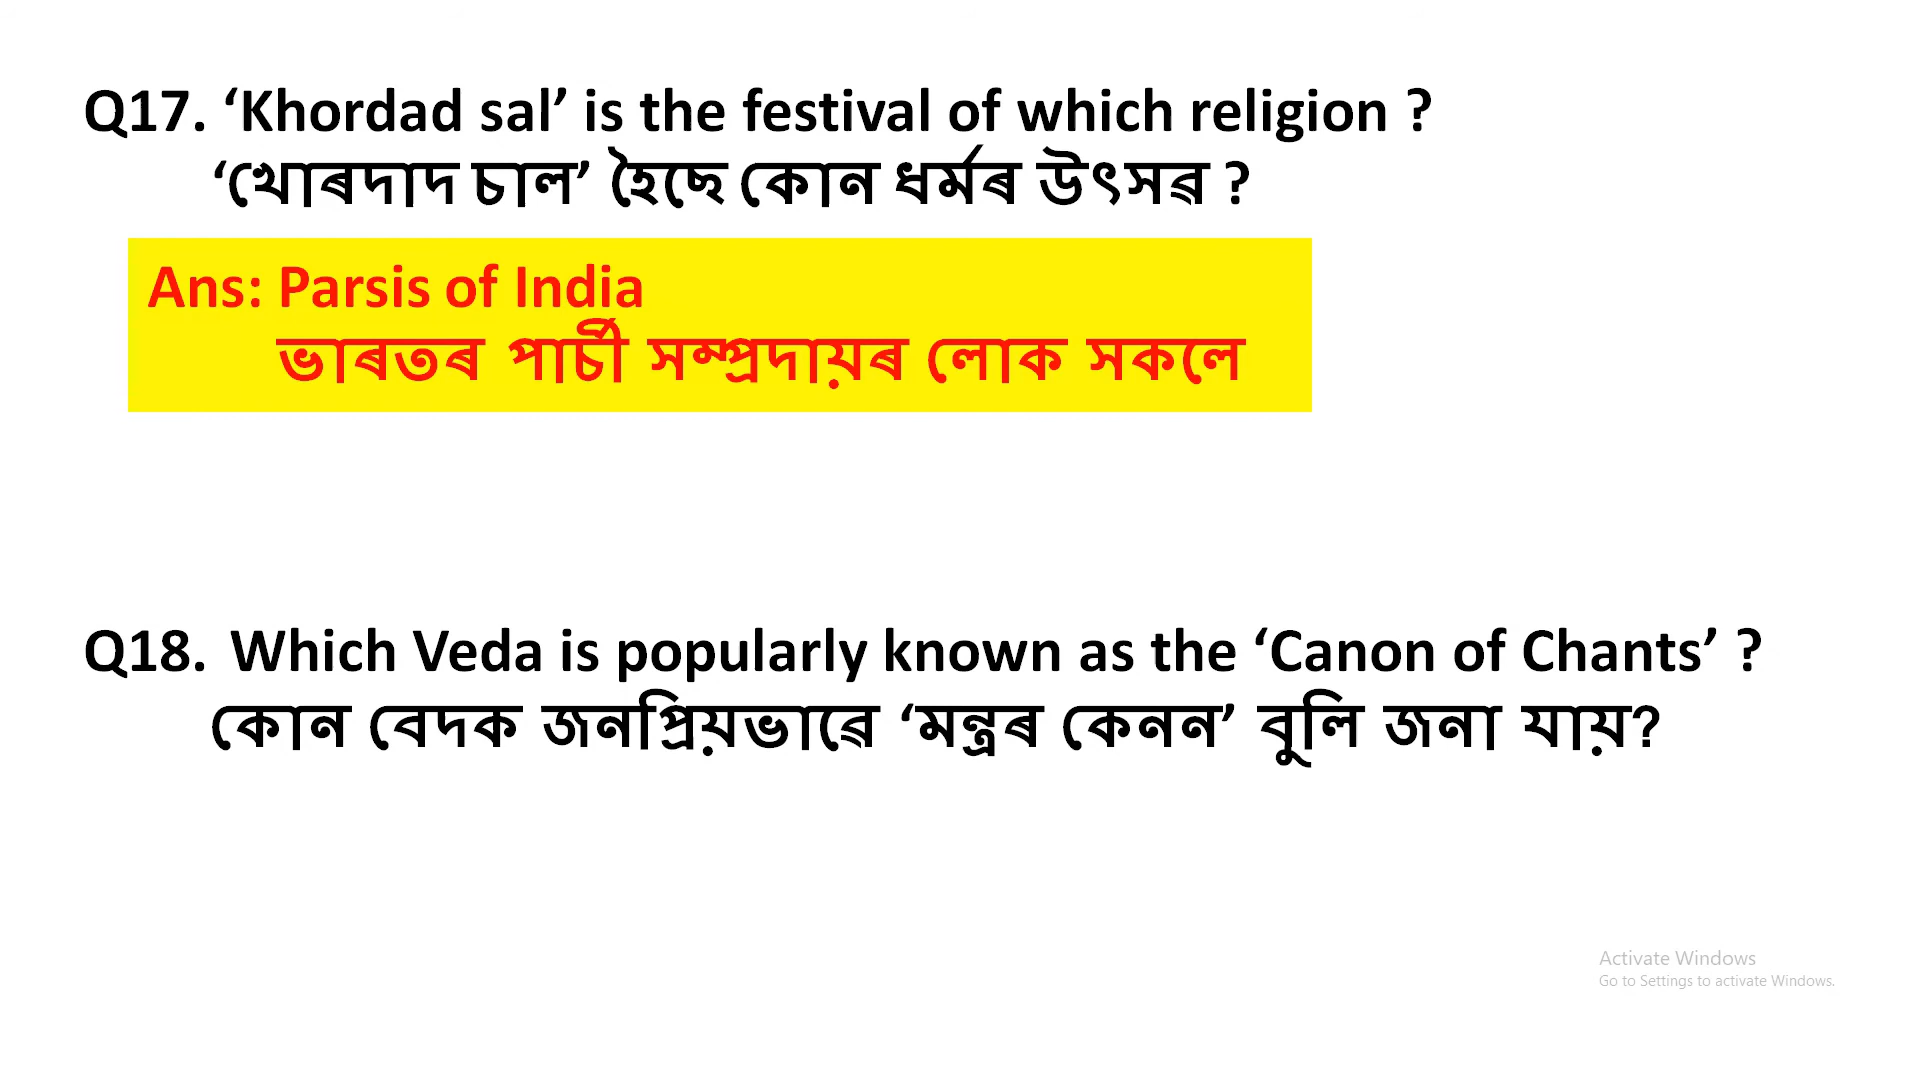 Q17. ‘Khordad sal’ is the festival of which religion ?
‘খোৰদাদ চাল’ হৈছে কোন ধৰ্মৰ উৎসৱ ?
Ans: Parsis of India
ভাৰতৰ পাৰ্চী সম্প্ৰদায়ৰ লোক সকলে
Q18. Which Veda is popularly known as the ‘Canon of Chants’ ?
কোন বেদক জনপ্ৰিয়ভাৱে ‘মন্ত্ৰৰ কেনন’ বুলি জনা যায়?
Activate Windows
Go to Settings to activate Windows.